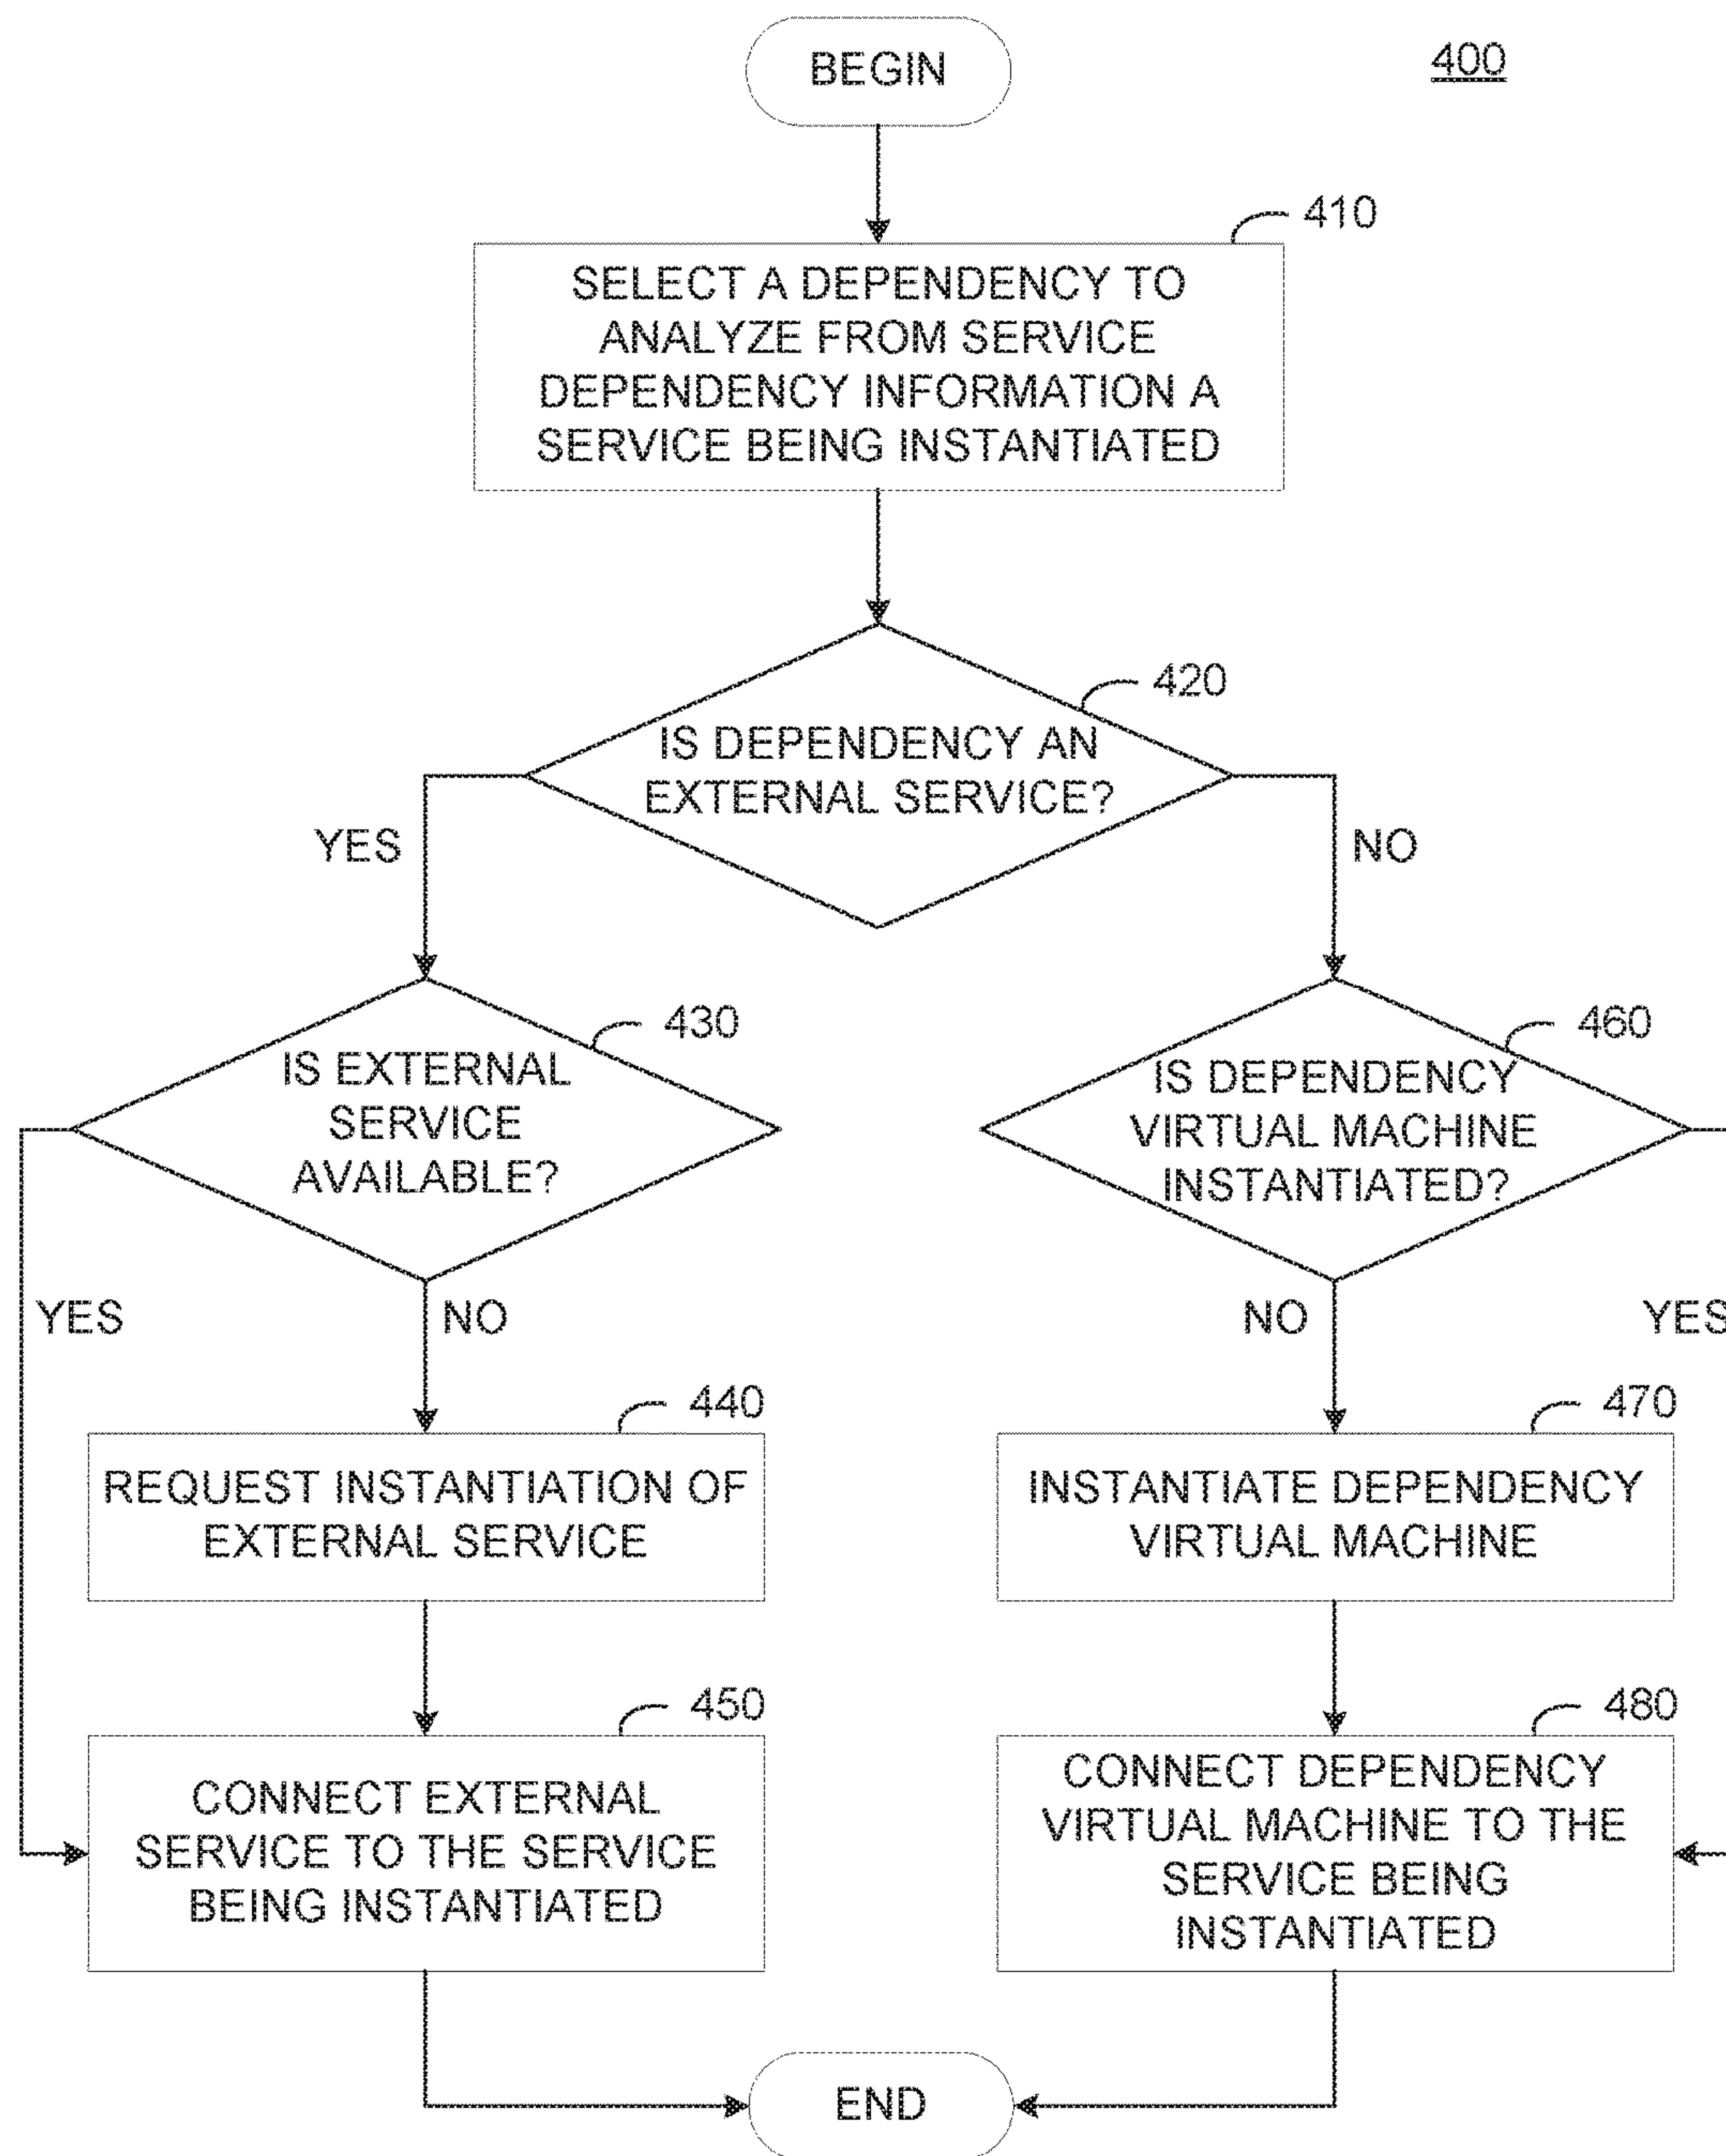 BEGIN
400
410
SELECT A DEPENDENCY TO
ANALYZE FROM SERVICE
DEPENDENCY INFORMATION A
SERVICE BEING INSTANTIATED
420
IS DEPENDENCY AN
EXTERNAL SERVICE?
YES
NO
430
IS EXTERNAL
SERVICE
AVAILABLE?
460
IS DEPENDENCY
VIRTUAL MACHINE
INSTANTIATED?
YES
NO
NO
YES
440
REQUEST INSTANTIATION OF
EXTERNAL SERVICE
470
INSTANTIATE DEPENDENCY
VIRTUAL MACHINE
450
CONNECT EXTERNAL
SERVICE TO THE SERVICE
BEING INSTANTIATED
480
CONNECT DEPENDENCY
VIRTUAL MACHINE TO THE
SERVICE BEING
INSTANTIATED
END